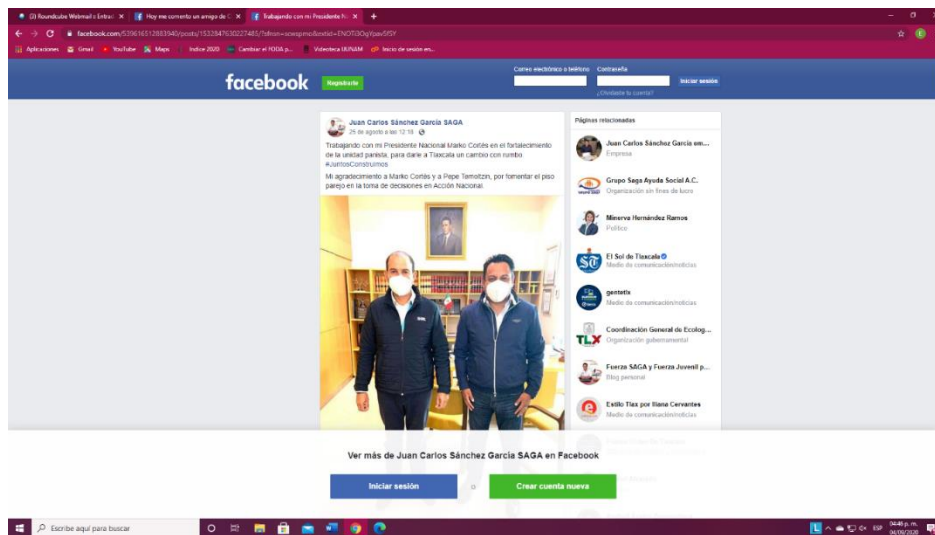 (2) Roundcube Webmail :: Entrad
Hoy me comento un amigo de C
Trabajando con mi Presidente N
facebook.com/539616512883940/posts/1532847630227485/?sfnsn=scwspmo&extid=ENOTi3OgYpav5fSY
Aplicaciones
Gmail
YouTube
Maps
Indice 2020
Cambiar el FODA p...
Videoteca UUNAM
Inicio de sesión en...
facebook
Registrarte
Correo electrónico o teléfono
Contraseña
Iniciar sesión
¿Olvidaste tu cuenta?
Juan Carlos Sánchez García SAGA
25 de agosto a las 12:18
Trabajando con mi Presidente Nacional Marko Cortés en el fortalecimiento
de la unidad panista, para darle a Tlaxcala un cambio con rumbo.
#JuntosConstruimos
Mi agradecimiento a Marko Cortés y a Pepe Temoltzin, por fomentar el piso
parejo en la toma de decisiones en Acción Nacional.
Páginas relacionadas
Juan Carlos Sánchez García em...
Empresa
Grupo Saga Ayuda Social A.C.
Organización sin fines de lucro
Minerva Hernández Ramos
Político
El Sol de Tlaxcala
Medio de comunicación/noticias
gentetlx
Medio de comunicación/noticias
Coordinación General de Ecolog...
Organización gubernamental
TLX
Fuerza SAGA y Fuerza Juvenil p...
Blog personal
Estilo Tlax por Iliana Cervantes
Medio de comunicación/noticias
Ver más de Juan Carlos Sánchez García SAGA en Facebook
Iniciar sesión
o
Crear cuenta nueva
Escribe aquí para buscar
ESP
04:46 p. m.
04/09/2020